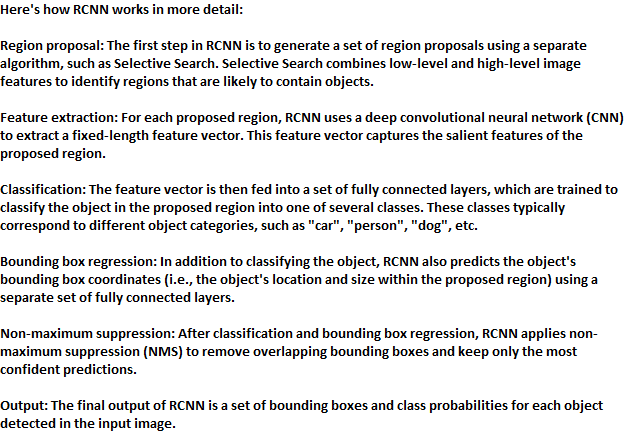 Here's how RCNN works in more detail:
Region proposal: The first step in RCNN is to generate a set of region proposals using a separate
algorithm, such as Selective Search. Selective Search combines low-level and high-level image
features to identify regions that are likely to contain objects.
Feature extraction: For each proposed region, RCNN uses a deep convolutional neural network (CNN)
to extract a fixed-length feature vector. This feature vector captures the salient features of the
proposed region.
Classification: The feature vector is then fed into a set of fully connected layers, which are trained to
classify the object in the proposed region into one of several classes. These classes typically
correspond to different object categories, such as "car", "person", "dog", etc.
Bounding box regression: In addition to classifying the object, RCNN also predicts the object's
bounding box coordinates (i.e., the object's location and size within the proposed region) using a
separate set of fully connected layers.
Non-maximum suppression: After classification and bounding box regression, RCNN applies non-
maximum suppression (NMS) to remove overlapping bounding boxes and keep only the most
confident predictions.
Output: The final output of RCNN is a set of bounding boxes and class probabilities for each object
detected in the input image.